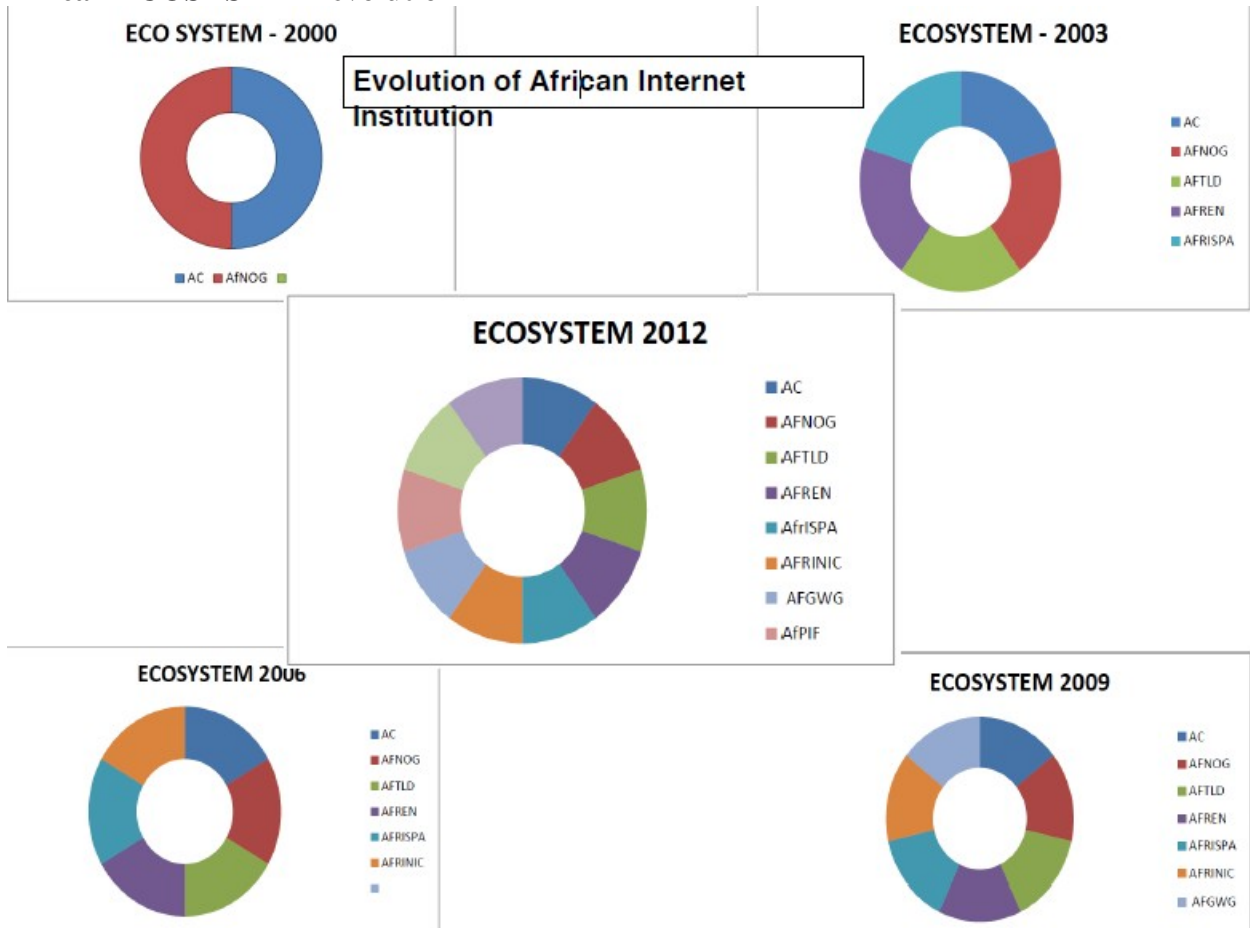 ECO SYSTEM - 2000
AC AfNOG
Evolution of African Internet
Institution
ECOSYSTEM - 2003
AC
AFNOG
AFTLD
AFREN
AFRISPA
ECOSYSTEM 2012
AC
AFNOG
AFTLD
AFREN
AfrISPA
AFRINIC
AFGWG
AfPIF
ECOSYSTEM 2006
AC
AFNOG
AFTLD
AFREN
AFRISPA
AFRINIC
ECOSYSTEM 2009
AC
AFNOG
AFTLD
AFREN
AFRISPA
AFRINIC
AFGWG